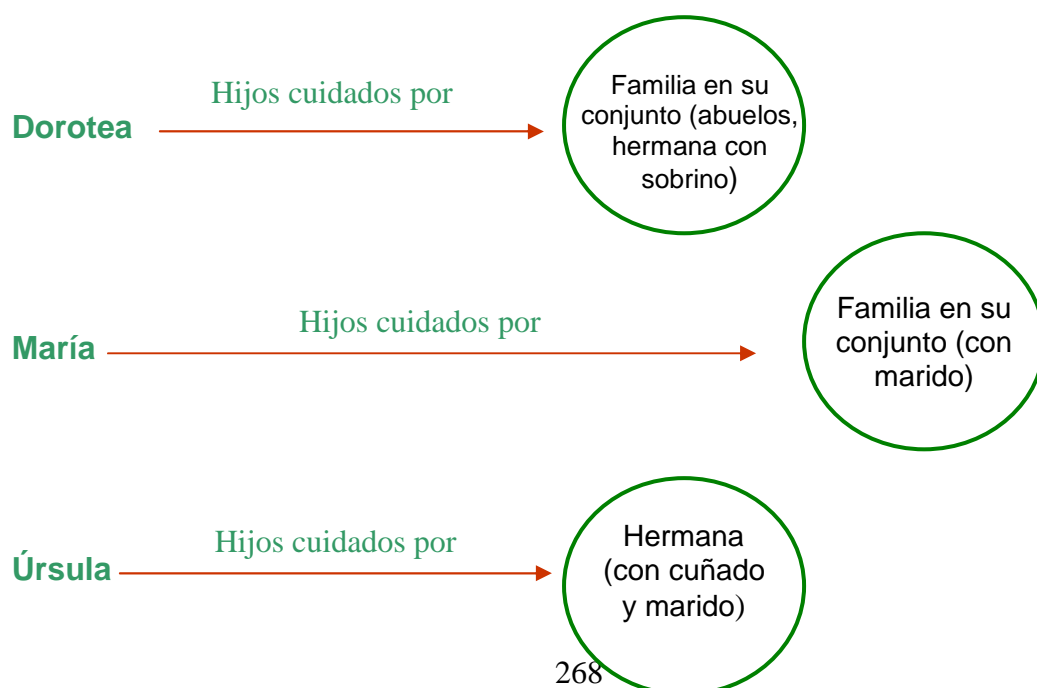 Hijos cuidados por
Dorotea
Familia en su
conjunto (abuelos,
hermana con
sobrino)
Hijos cuidados por
María
Familia en su
conjunto (con
marido)
Hijos cuidados por
Úrsula
Hermana
(con cuñado
y marido)
268